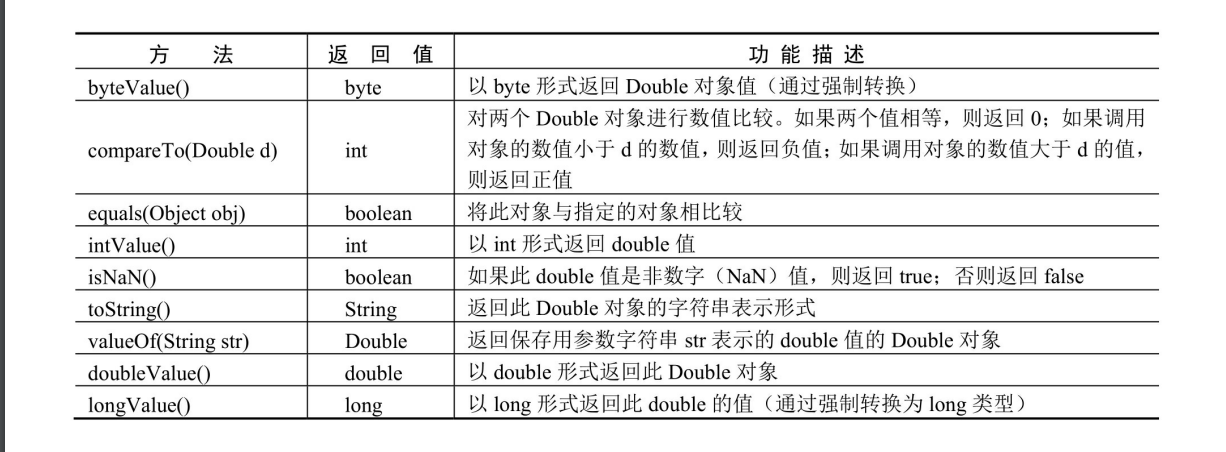 方 法 返 回 值 功 能 描 述
byteValue() byte 以 byte 形式返回 Double 对象值（通过强制转换）
对两个 Double 对象进行数值比较。如果两个值相等，则返回 0；如果调用
compareTo(Double d) int 对象的数值小于 d 的数值，则返回负值；如果调用对象的数值大于 d 的值，
则返回正值
equals(Object obj) boolean 将此对象与指定的对象相比较
intValue() int 以 int 形式返回 double 值
isNaN() boolean 如果此 double 值是非数字（NaN）值，则返回 true；否则返回 false
toString() String 返回此 Double 对象的字符串表示形式
valueOf(String str) Double 返回保存用参数字符串 str 表示的 double 值的 Double 对象
doubleValue() double 以 double 形式返回此 Double 对象
longValue() long 以 long 形式返回此 double 的值（通过强制转换为 long 类型）